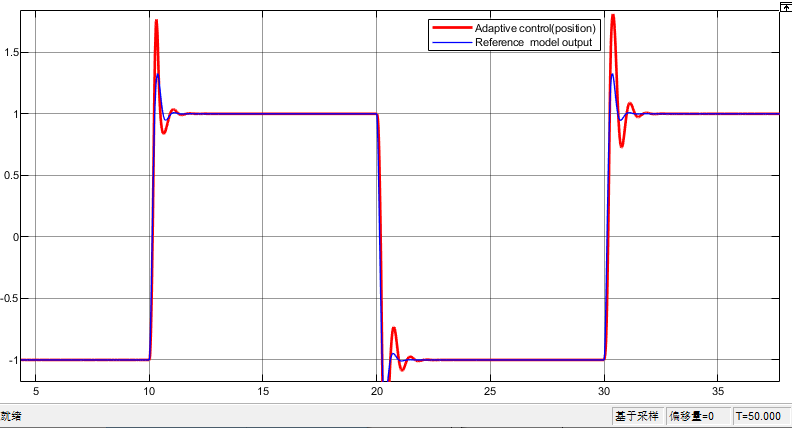 Adaptive control(position)
Reference model output
1.5
1
0.5
0
-0.5
-1
5 10 15 20 25 30 35
就绪 基于采样 偏移量=0 T=50.000